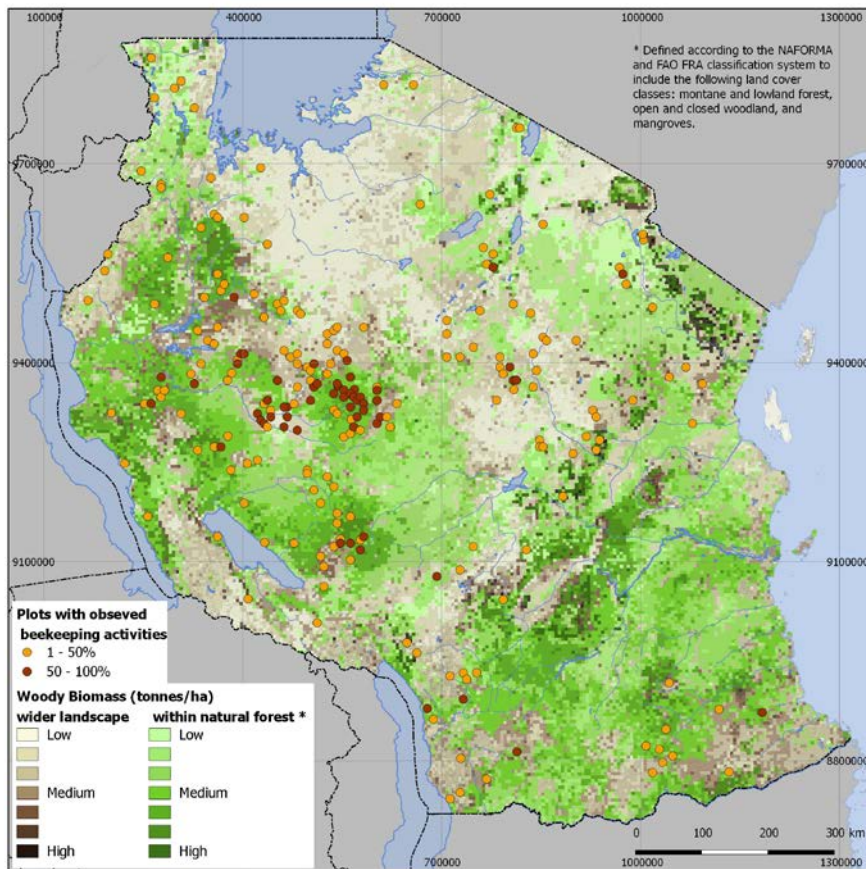 100000
400000
700000
1000000
1300000
* Defined according to the NAFORMA
and FAO FRA classification system to
include the following land cover
classes: montane and lowland forest,
open and closed woodland, and
mangroves.
9700000
9700000
9400000
9400000
9100000
9100000
8800000
Plots with obseved
beekeeping activities
1 - 50%
50 - 100%
Woody Biomass (tonnes/ha)
wider landscape
within natural forest *
Low
Low
Medium
Medium
High
High
0
100
200
300 km
700000
1000000
1300000